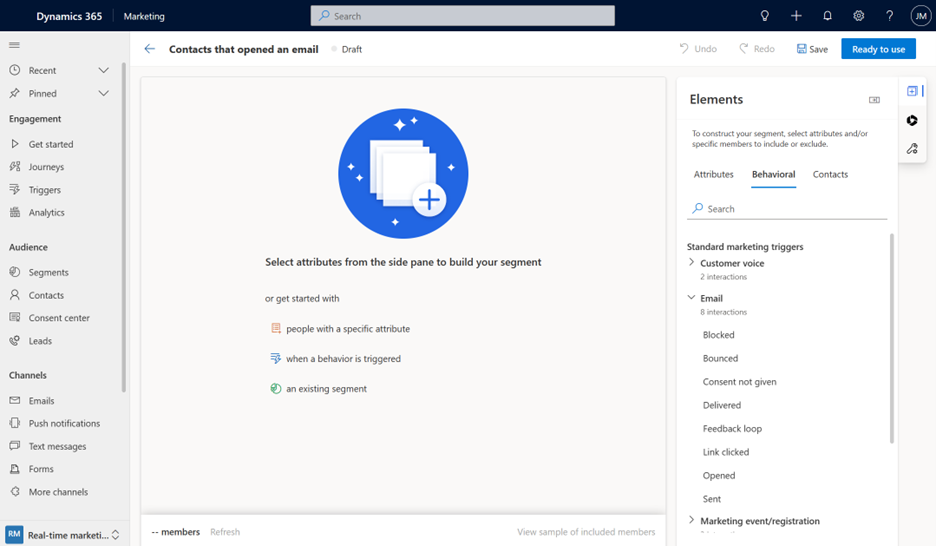 Dynamics 365 Marketing Search JM
Contacts that opened an email Draft Undo Redo Save Ready to use
Recent
Pinned
Engagement
Get started
Journeys
Triggers
Analytics
Audience
Segments
Contacts
Consent center
Leads
Channels
Emails
Push notifications
Text messages
Forms
More channels
RM Real-time marketi...
Select attributes from the side pane to build your segment
or get started with
people with a specific attribute
when a behavior is triggered
an existing segment
-- members Refresh View sample of included members
Elements
To construct your segment, select attributes and/or
specific members to include or exclude.
Attributes Behavioral Contacts
Search
Standard marketing triggers
Customer voice
2 interactions
Email
8 interactions
Blocked
Bounced
Consent not given
Delivered
Feedback loop
Link clicked
Opened
Sent
Marketing event/registration